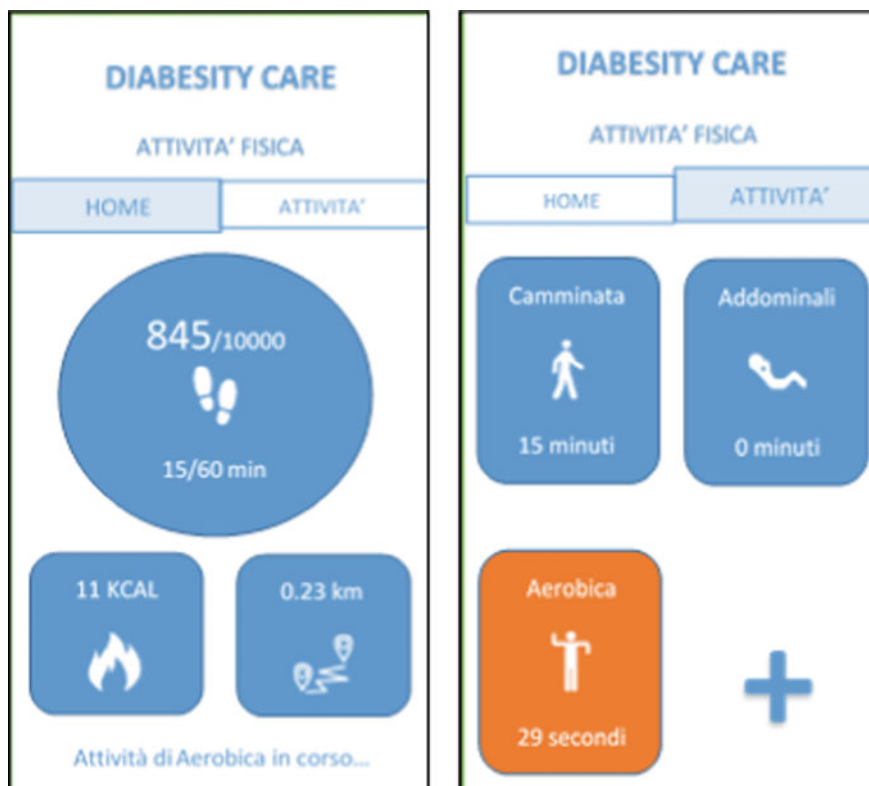 DIABESITY CARE
ATTIVITA’ FISICA
HOME
ATTIVITA’
845/10000
15/60 min
11 KCAL
0.23 km
Attività di Aerobica in corso...
DIABESITY CARE
ATTIVITA’ FISICA
HOME
ATTIVITA’
Camminata
15 minuti
Addominali
0 minuti
Aerobica
29 secondi